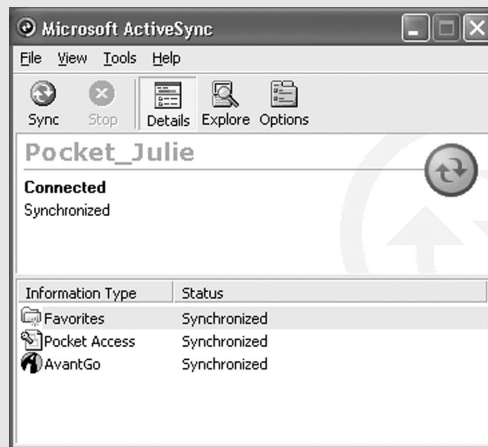 Microsoft ActiveSync
File View Tools Help
Sync Stop Details Explore Options
Pocket_Julie
Connected
Synchronized
Information Type Status
Favorites Synchronized
Pocket Access Synchronized
AvantGo Synchronized